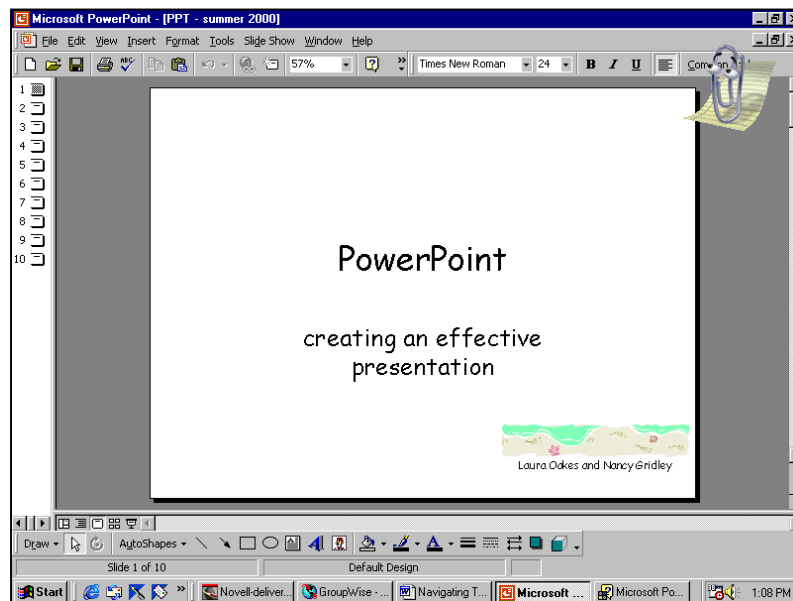 Microsoft PowerPoint - [PPT - summer 2000]
File Edit View Insert Format Tools Slide Show Window Help
57% Times New Roman 24 B I U
1
2
3
4
5
6
7
8
9
10
PowerPoint
creating an effective
presentation
Laura Oakes and Nancy Gridley
Draw AutoShapes
Slide 1 of 10 Default Design
Start Novell-deliver... GroupWise - ... Navigating T... Microsoft ... Microsoft Po... 1:08 PM